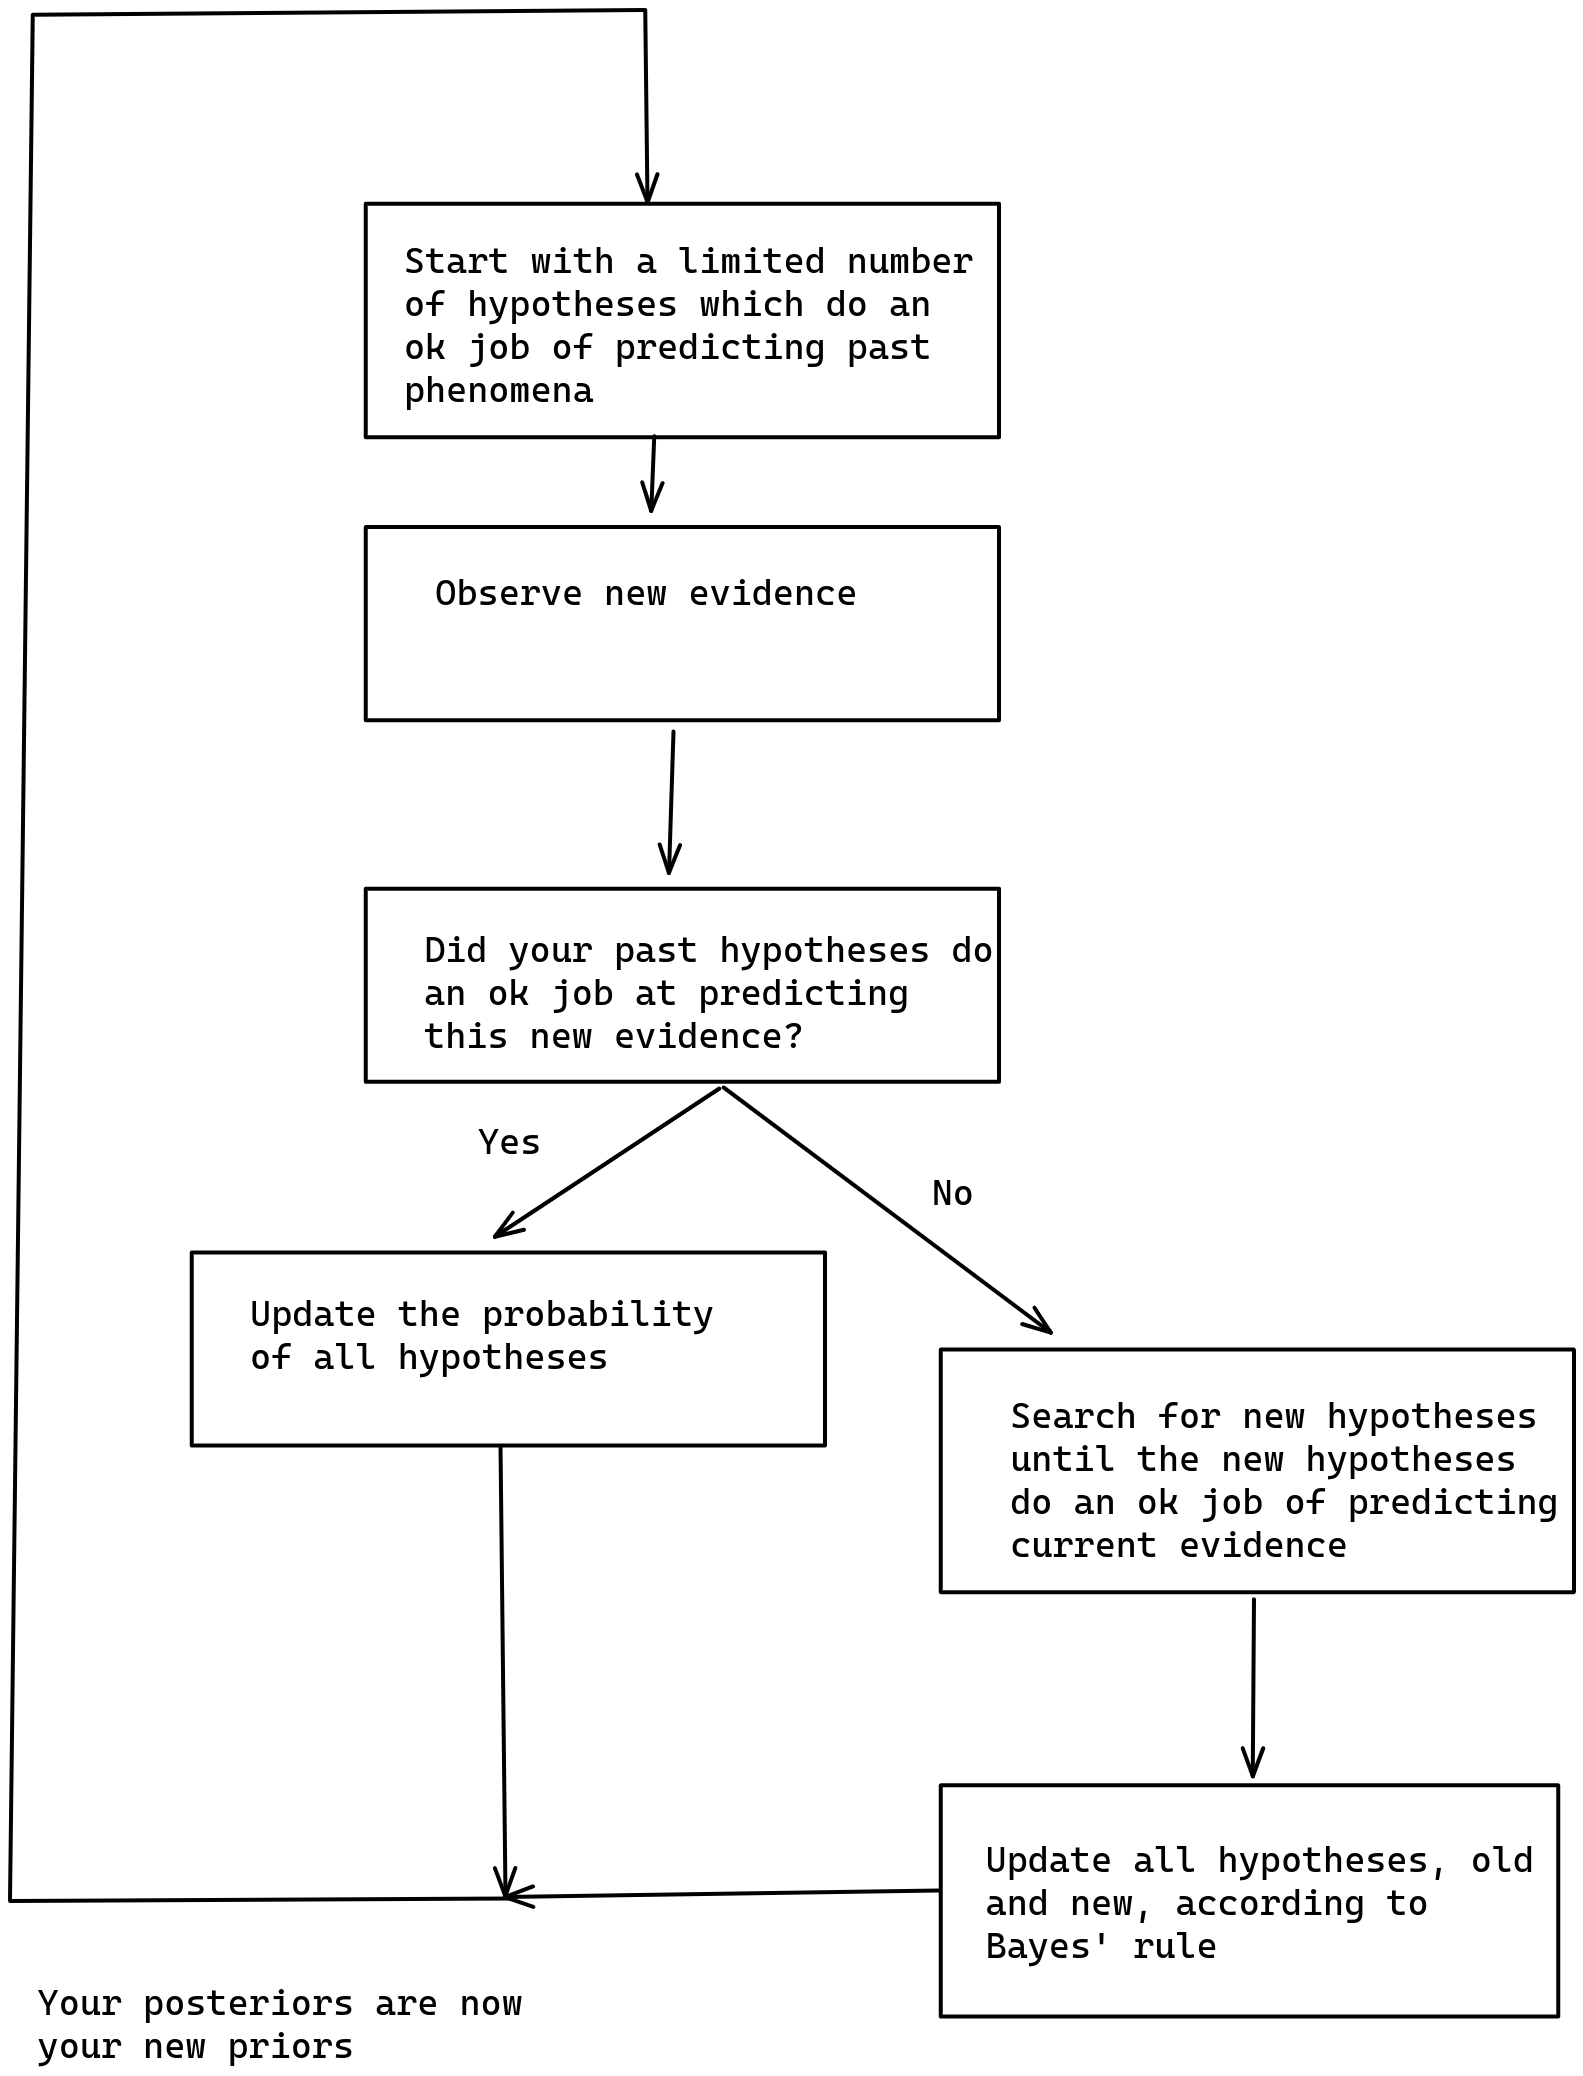 Start with a limited number
of hypotheses which do an
ok job of predicting past
phenomena
Observe new evidence
Did your past hypotheses do
an ok job at predicting
this new evidence?
Yes
No
Update the probability
of all hypotheses
Search for new hypotheses
until the new hypotheses
do an ok job of predicting
current evidence
Update all hypotheses, old
and new, according to
Bayes' rule
Your posteriors are now
your new priors